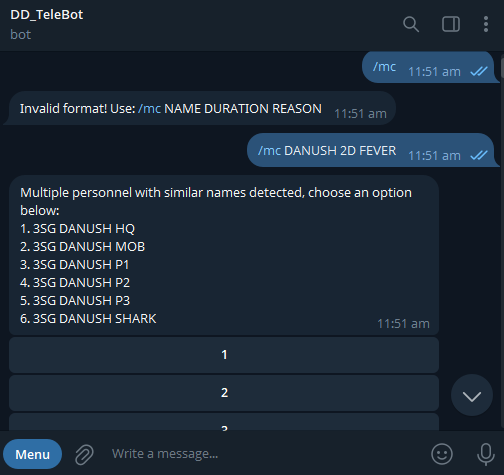 DD_TeleBot
bot
/mc 11:51 am
Invalid format! Use: /mc NAME DURATION REASON 11:51 am
/mc DANUSH 2D FEVER 11:51 am
Multiple personnel with similar names detected, choose an option
below:
1. 3SG DANUSH HQ
2. 3SG DANUSH MOB
3. 3SG DANUSH P1
4. 3SG DANUSH P2
5. 3SG DANUSH P3
6. 3SG DANUSH SHARK
11:51 am
1
2
3
Menu
Write a message...